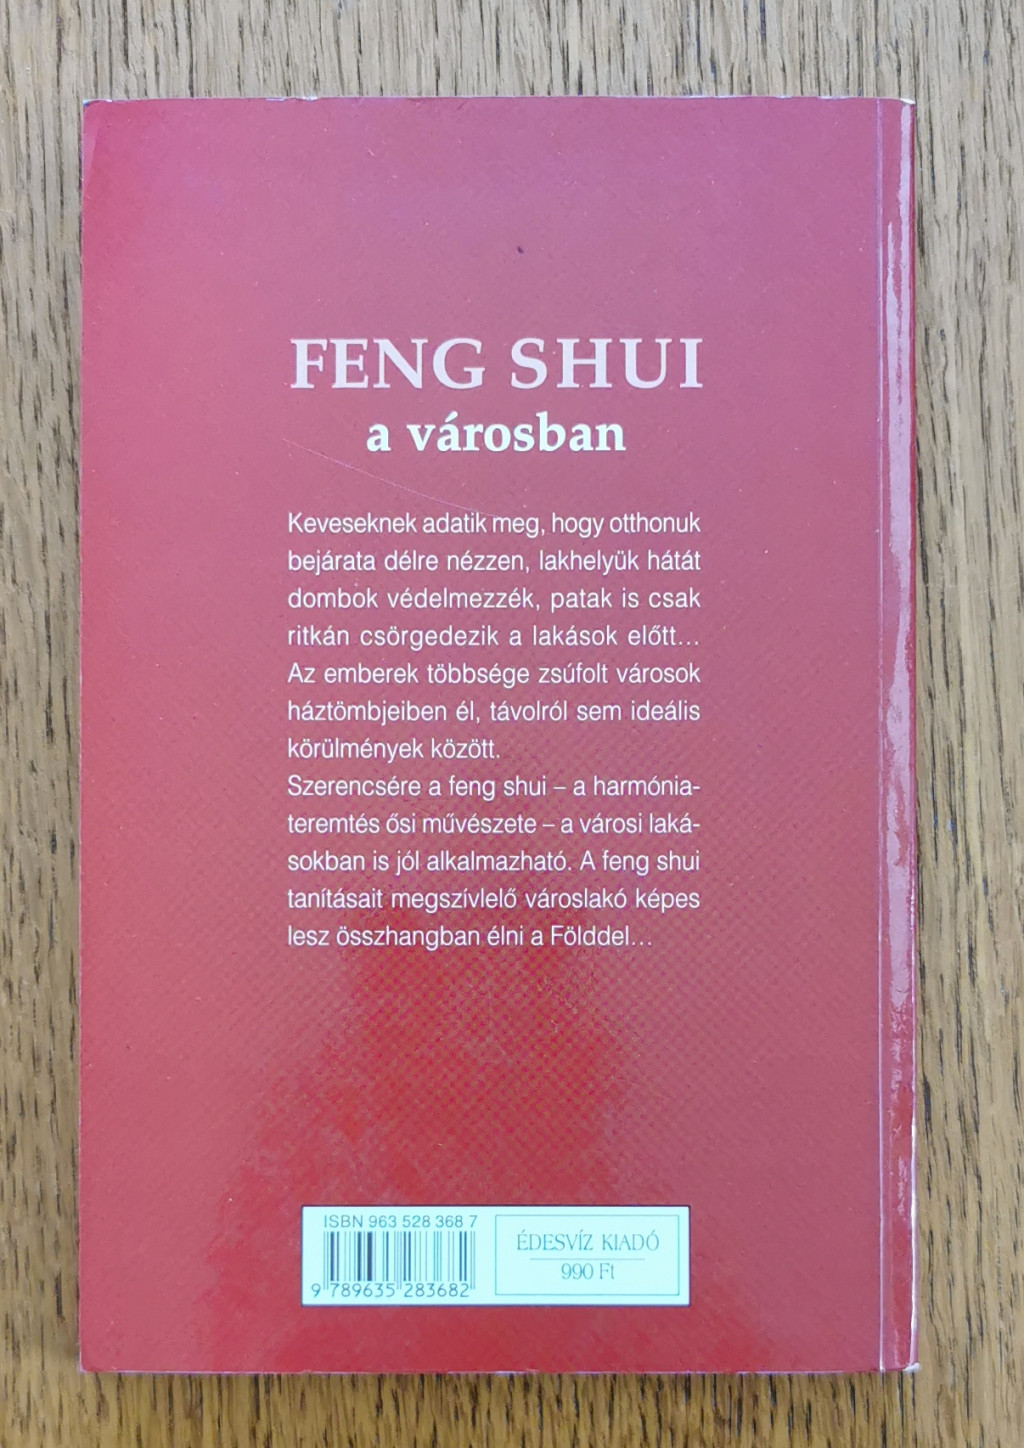 FENG SHUI
a városban
Keveseknek adatik meg, hogy otthonuk
bejárata délre nézzen, lakhelyük hátát
dombok védelmezzék, patak is csak
ritkán csörgedezik a lakások előtt...
Az emberek többsége zsúfolt városok
háztömbjeiben él, távolról sem ideális
körülmények között.
Szerencsére a feng shui – a harmónia-
teremtés ősi művészete – a városi laká-
sokban is jól alkalmazható. A feng shui
tanításait megszívlelő városlakó képes
lesz összhangban élni a Földdel...
ISBN 963 528 368 7
9 789635 283682
ÉDESVÍZ KIADÓ
990 Ft